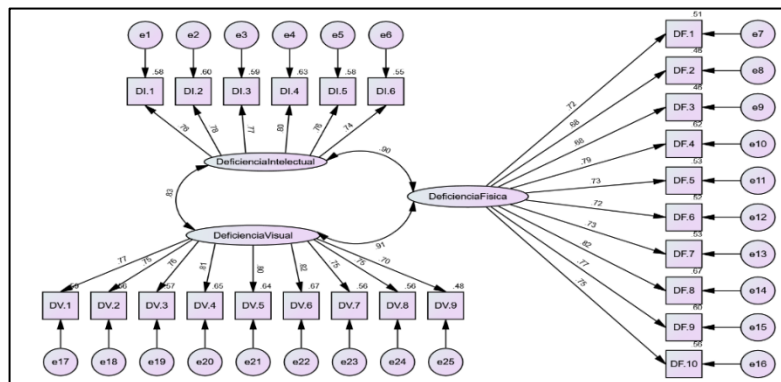 e1 e2 e3 e4 e5 e6
.58 .60 .59 .63 .58 .55
DI.1 DI.2 DI.3 DI.4 DI.5 DI.6
.76 .78 .77 .80 .76 .74
DeficienciaIntelectual
.90
.83
DeficienciaFisica
DeficienciaVisual
.91
.77 .75 .76 .81 .80 .82 .75 .75 .70
.57 .65 .64 .67 .56 .56 .48
DV.1 DV.2 DV.3 DV.4 DV.5 DV.6 DV.7 DV.8 DV.9
e17 e18 e19 e20 e21 e22 e23 e24 e25
.72 .51 DF.1 e7
.68 .46 DF.2 e8
.68 .46 DF.3 e9
.79 .62 DF.4 e10
.73 .53 DF.5 e11
.72 .52 DF.6 e12
.73 .53 DF.7 e13
.82 .67 DF.8 e14
.77 .60 DF.9 e15
.75 .56 DF.10 e16